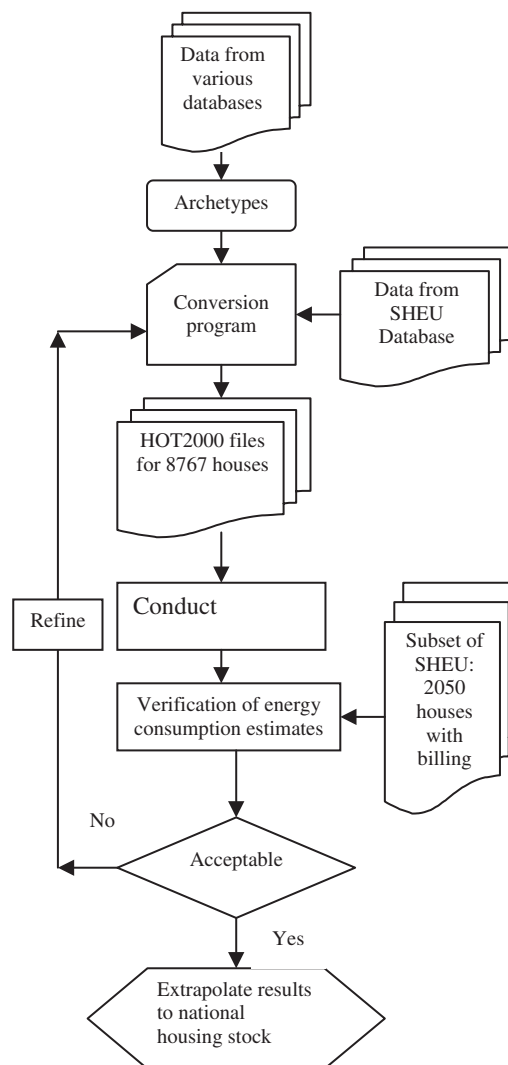 Data from
various
databases
Archetypes
Conversion
program
Data from
SHEU
Database
HOT2000 files
for 8767 houses
Conduct
Refine
Verification of energy
consumption estimates
Subset of
SHEU:
2050
houses
with
billing
No
Acceptable
Yes
Extrapolate results
to national
housing stock